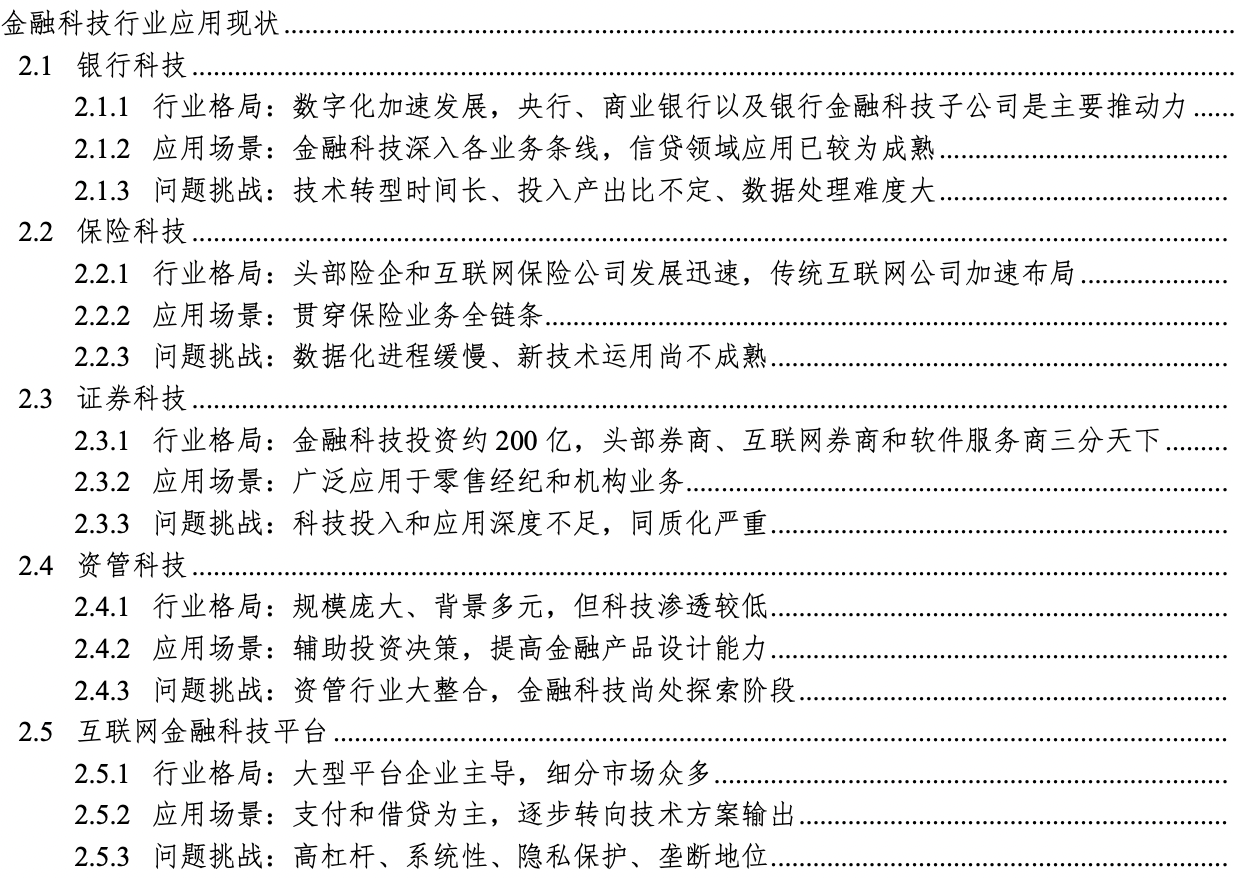 金融科技行业应用现状
2.1 银行科技
2.1.1 行业格局：数字化加速发展，央行、商业银行以及银行金融科技子公司是主要推动力
2.1.2 应用场景：金融科技深入各业务条线，信贷领域应用已较为成熟
2.1.3 问题挑战：技术转型时间长、投入产出比不定、数据处理难度大
2.2 保险科技
2.2.1 行业格局：头部险企和互联网保险公司发展迅速，传统互联网公司加速布局
2.2.2 应用场景：贯穿保险业务全链条
2.2.3 问题挑战：数据化进程缓慢、新技术运用尚不成熟
2.3 证券科技
2.3.1 行业格局：金融科技投资约 200 亿，头部券商、互联网券商和软件服务商三分天下
2.3.2 应用场景：广泛应用于零售经纪和机构业务
2.3.3 问题挑战：科技投入和应用深度不足，同质化严重
2.4 资管科技
2.4.1 行业格局：规模庞大、背景多元，但科技渗透较低
2.4.2 应用场景：辅助投资决策，提高金融产品设计能力
2.4.3 问题挑战：资管行业大整合，金融科技尚处探索阶段
2.5 互联网金融科技平台
2.5.1 行业格局：大型平台企业主导，细分市场众多
2.5.2 应用场景：支付和借贷为主，逐步转向技术方案输出
2.5.3 问题挑战：高杠杆、系统性、隐私保护、垄断地位